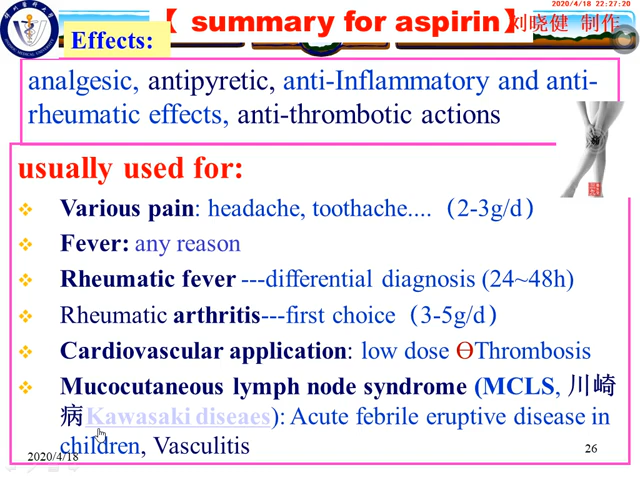 2020/4/18 22:27:20
【 summary for aspirin】刘晓健 制作
Effects:
analgesic, antipyretic, anti-Inflammatory and anti-
rheumatic effects, anti-thrombotic actions
usually used for:
❖ Various pain: headache, toothache.... (2-3g/d)
❖ Fever: any reason
❖ Rheumatic fever ---differential diagnosis (24~48h)
❖ Rheumatic arthritis---first choice (3-5g/d)
❖ Cardiovascular application: low dose ӨThrombosis
❖ Mucocutaneous lymph node syndrome (MCLS, 川崎
病Kawasaki diseaes): Acute febrile eruptive disease in
children, Vasculitis
2020/4/18
26